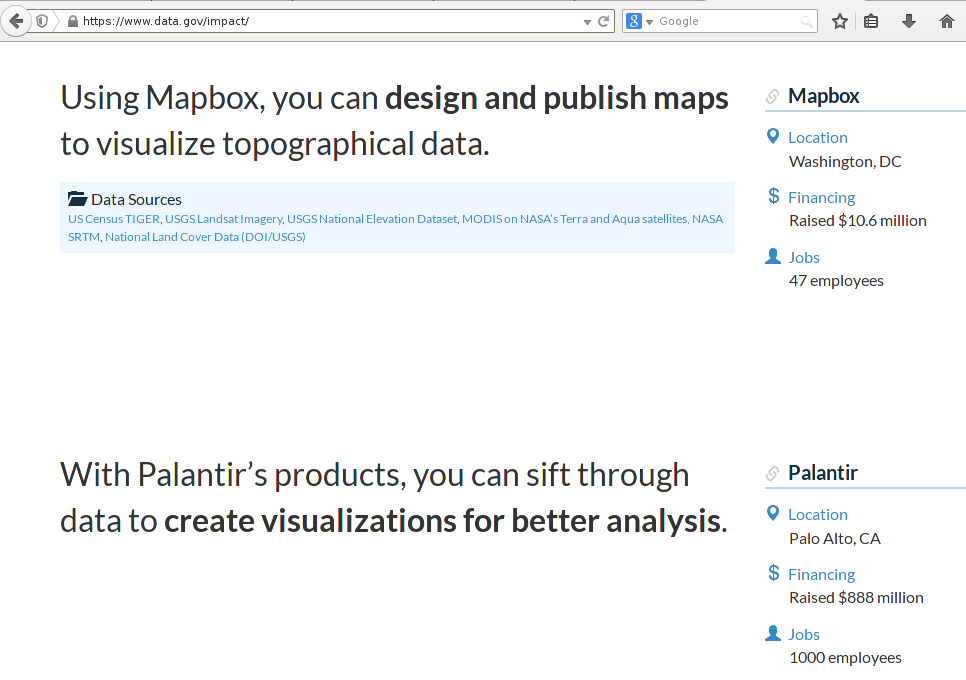 https://www.data.gov/impact/
8 Google
Using Mapbox, you can design and publish maps
to visualize topographical data.
Data Sources
US Census TIGER, USGS Landsat Imagery, USGS National Elevation Dataset, MODIS on NASA's Terra and Aqua satellites, NASA
SRTM, National Land Cover Data (DOI/USGS)
Mapbox
Location
Washington, DC
$ Financing
Raised $10.6 million
Jobs
47 employees
With Palantir’s products, you can sift through
data to create visualizations for better analysis.
Palantir
Location
Palo Alto, CA
$ Financing
Raised $888 million
Jobs
1000 employees